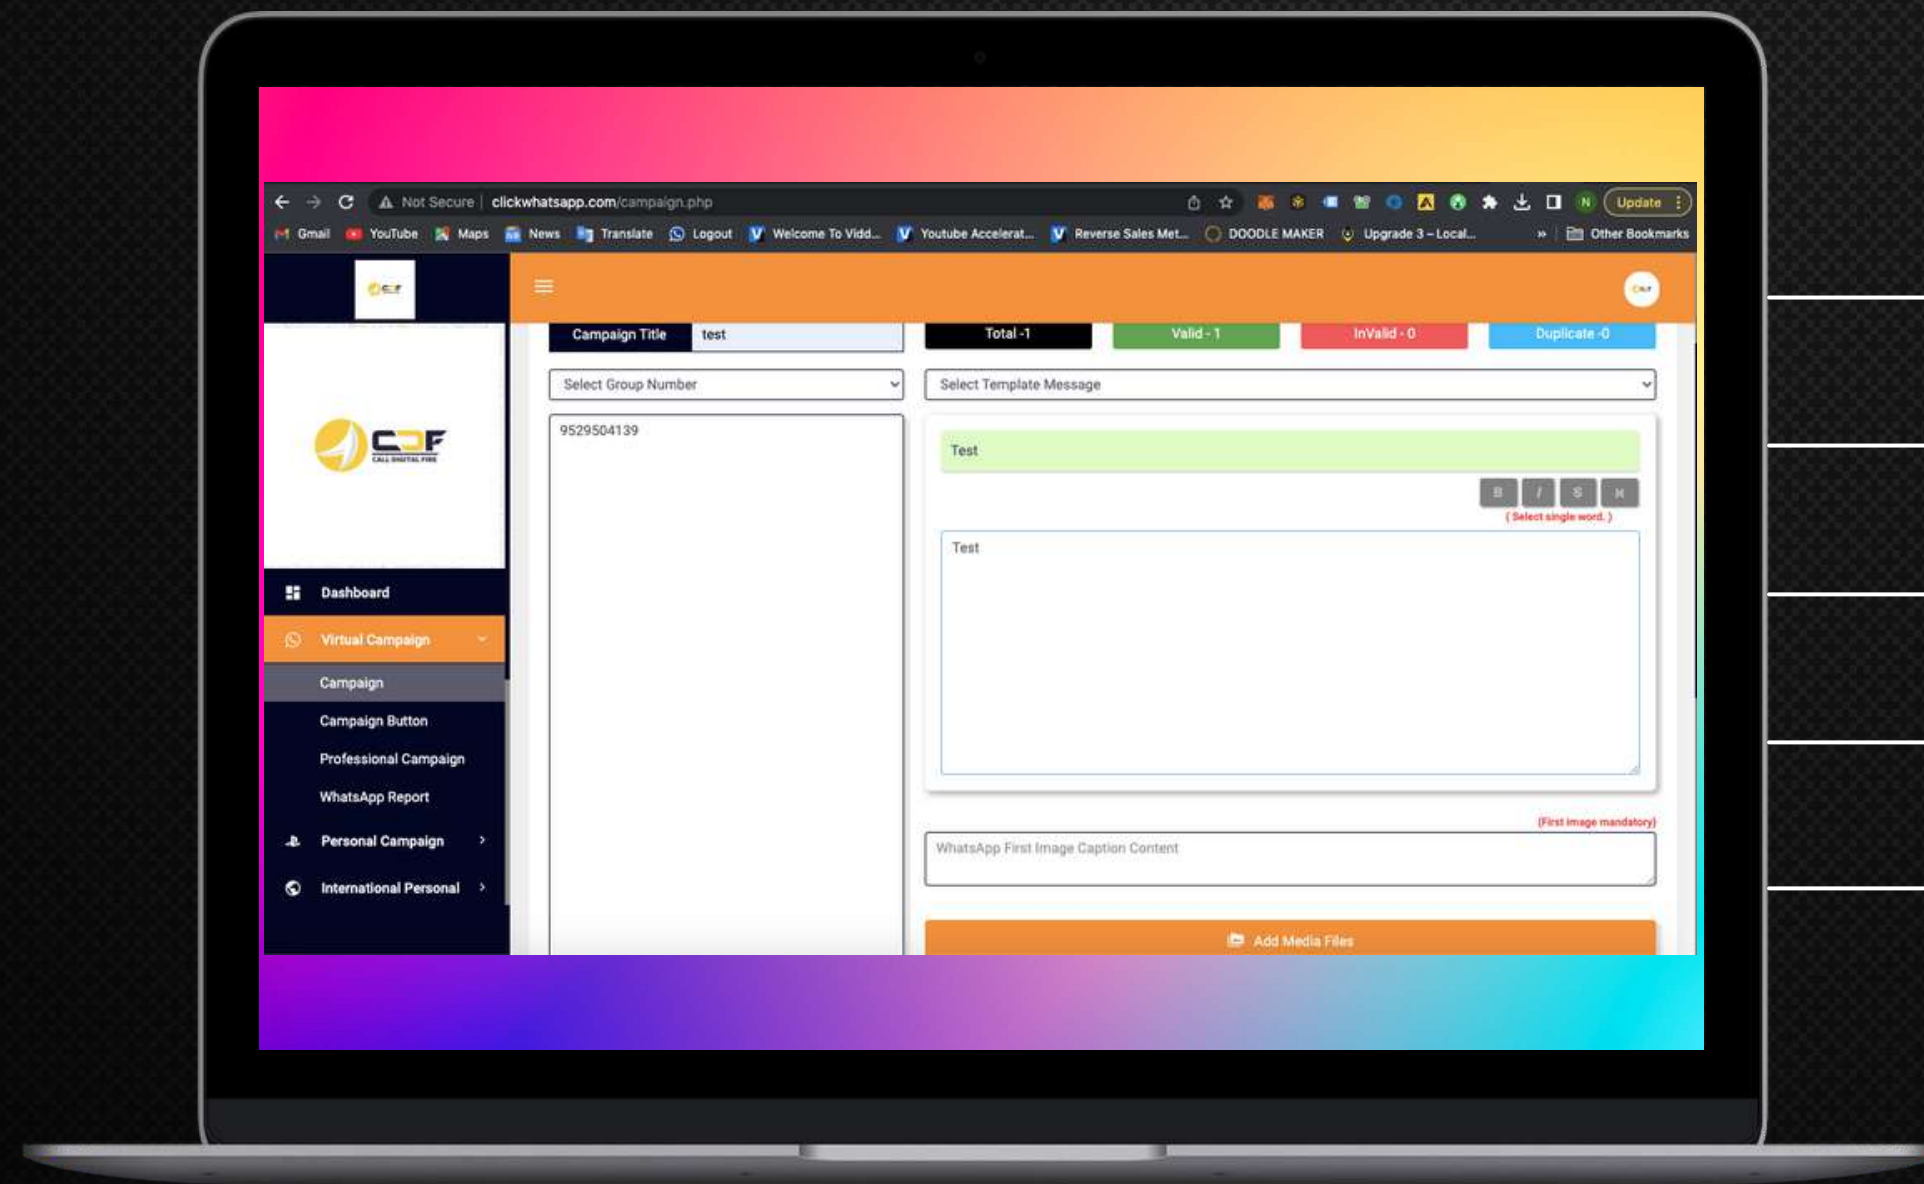 Not Secure | clickwhatsapp.com/campaign.php
N Update
Gmail YouTube Maps News Translate Logout Welcome To Vidd... Youtube Accelerat... Reverse Sales Met... DOODLE MAKER Upgrade 3 – Local... » Other Bookmarks
CDF
CALL DIGITAL FIRE
Dashboard
Virtual Campaign
Campaign
Campaign Button
Professional Campaign
WhatsApp Report
Personal Campaign
International Personal
Campaign Title test
Total -1 Valid - 1 InValid - 0 Duplicate -0
Select Group Number
Select Template Message
9529504139
Test
B I S M
( Select single word. )
Test
(First image mandatory)
WhatsApp First Image Caption Content
Add Media Files